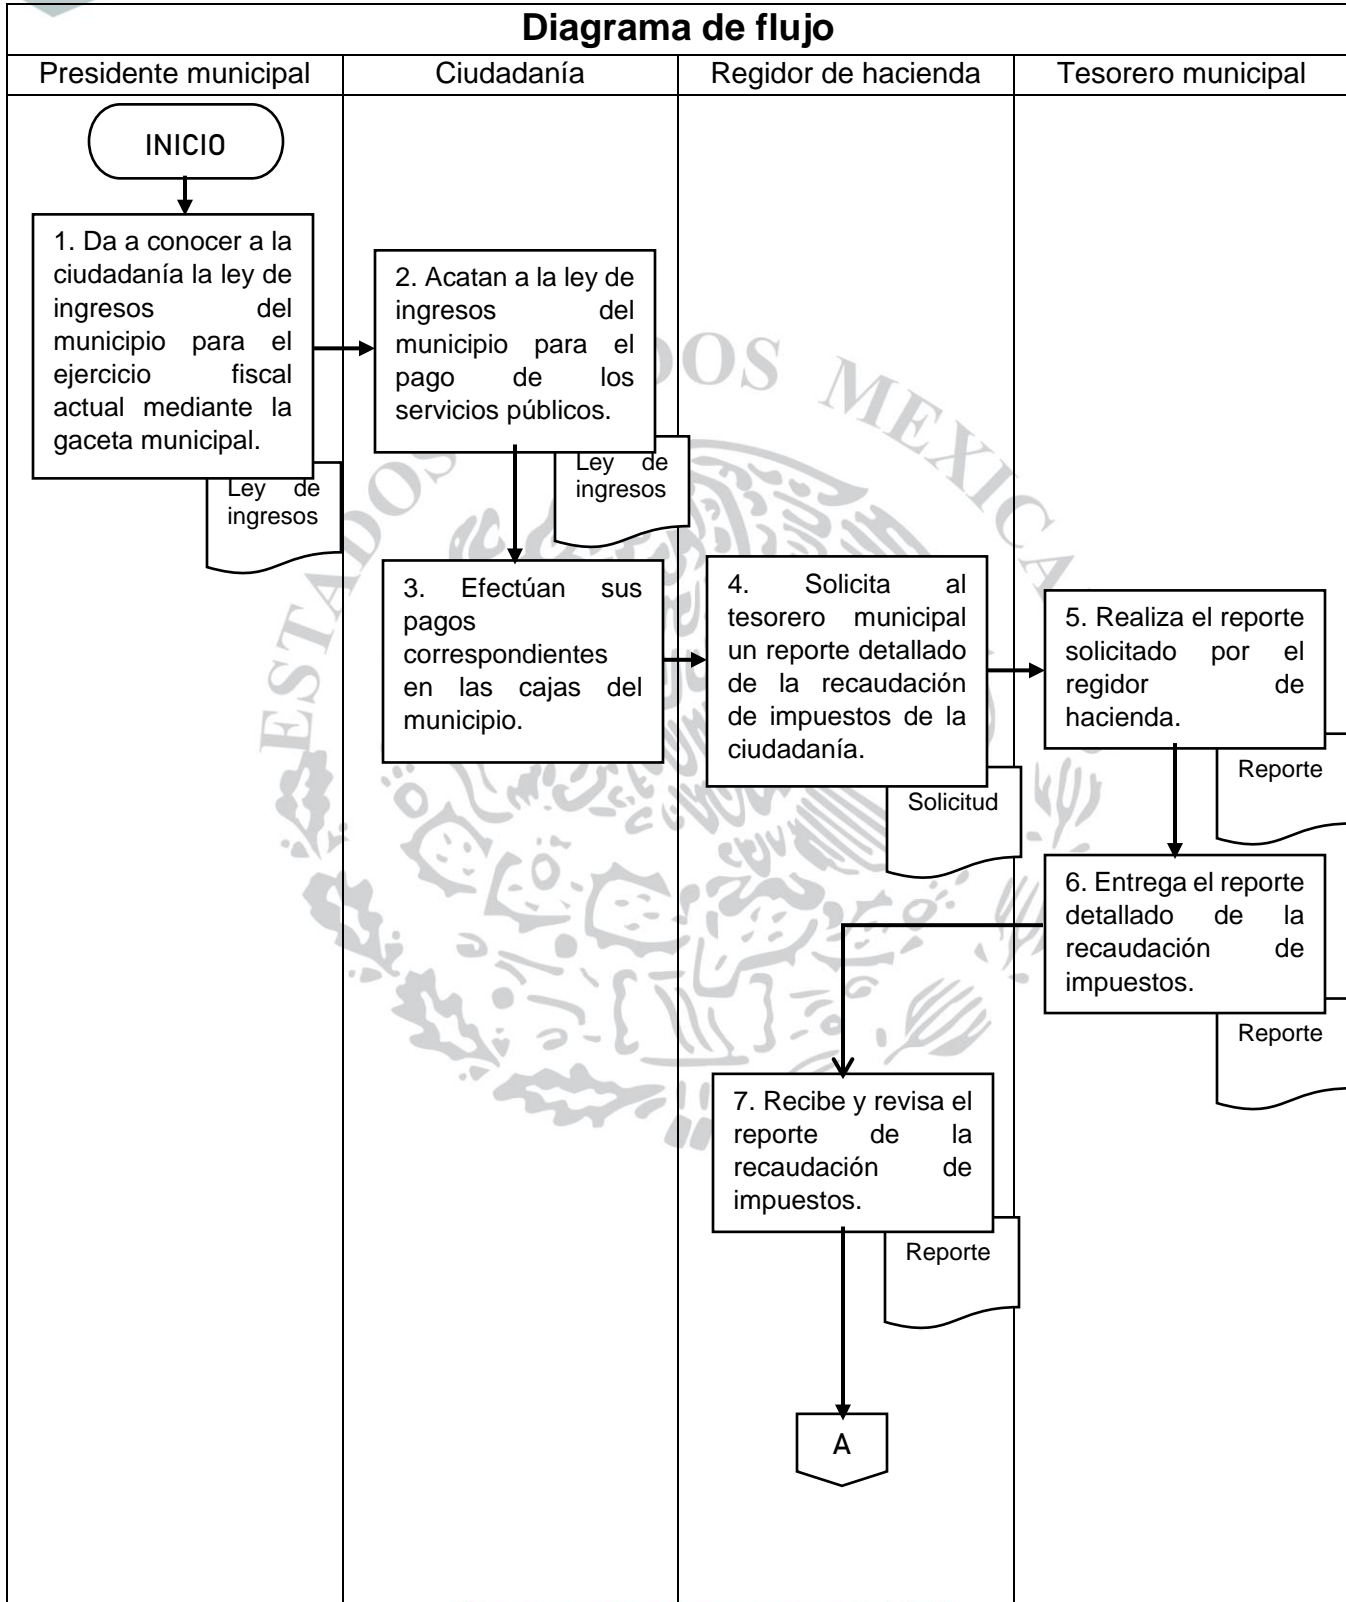 Diagrama de flujo
Presidente municipal
Ciudadanía
Regidor de hacienda
Tesorero municipal
INICIO
1. Da a conocer a la
ciudadanía la ley de
ingresos del
municipio para el
ejercicio fiscal
actual mediante la
gaceta municipal.
Ley de
ingresos
2. Acatan a la ley de
ingresos del
municipio para el
pago de los
servicios públicos.
Ley de
ingresos
3. Efectúan sus
pagos
correspondientes
en las cajas del
municipio.
4. Solicita al
tesorero municipal
un reporte detallado
de la recaudación
de impuestos de la
ciudadanía.
Solicitud
5. Realiza el reporte
solicitado por el
regidor de
hacienda.
Reporte
6. Entrega el reporte
detallado de la
recaudación de
impuestos.
Reporte
7. Recibe y revisa el
reporte de la
recaudación de
impuestos.
Reporte
A
ESTADOS DOS MEXICA